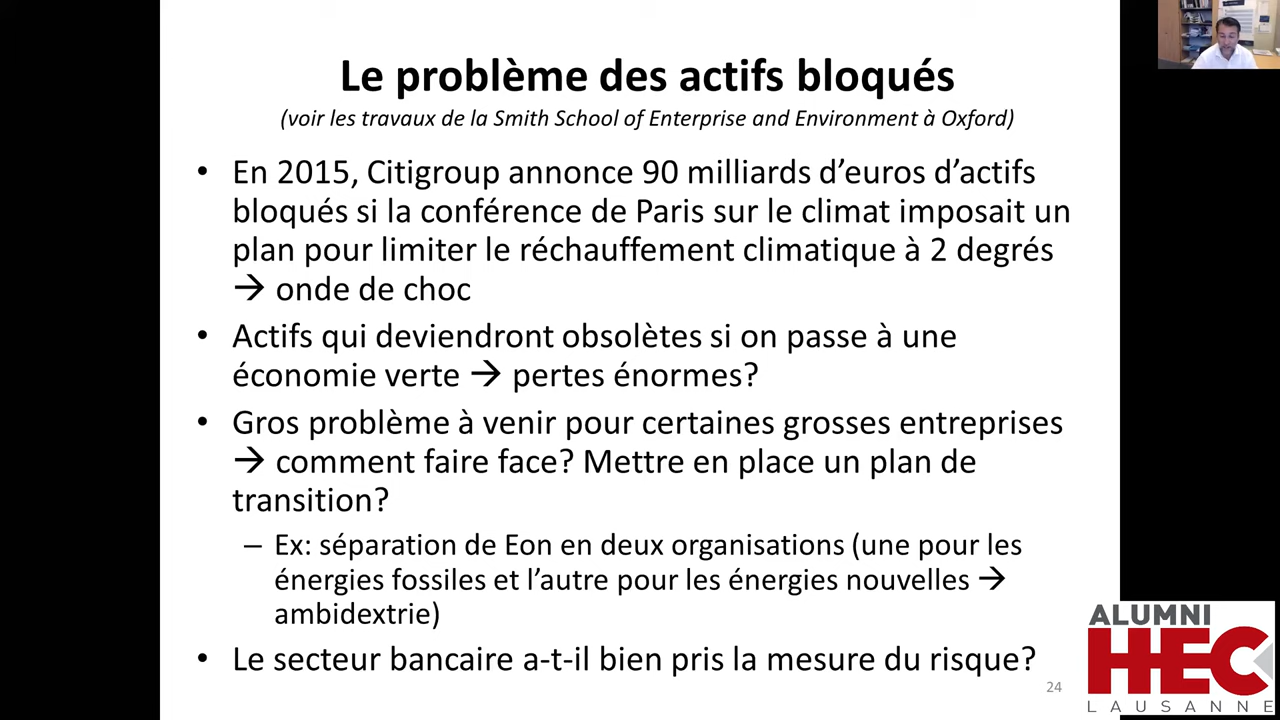 Le problème des actifs bloqués
(voir les travaux de la Smith School of Enterprise and Environment à Oxford)
• En 2015, Citigroup annonce 90 milliards d’euros d’actifs
bloqués si la conférence de Paris sur le climat imposait un
plan pour limiter le réchauffement climatique à 2 degrés
→ onde de choc
• Actifs qui deviendront obsolètes si on passe à une
économie verte → pertes énormes?
• Gros problème à venir pour certaines grosses entreprises
→ comment faire face? Mettre en place un plan de
transition?
– Ex: séparation de Eon en deux organisations (une pour les
énergies fossiles et l’autre pour les énergies nouvelles →
ambidextrie)
• Le secteur bancaire a-t-il bien pris la mesure du risque?
24
ALUMNI
HEC
LAUSANNE